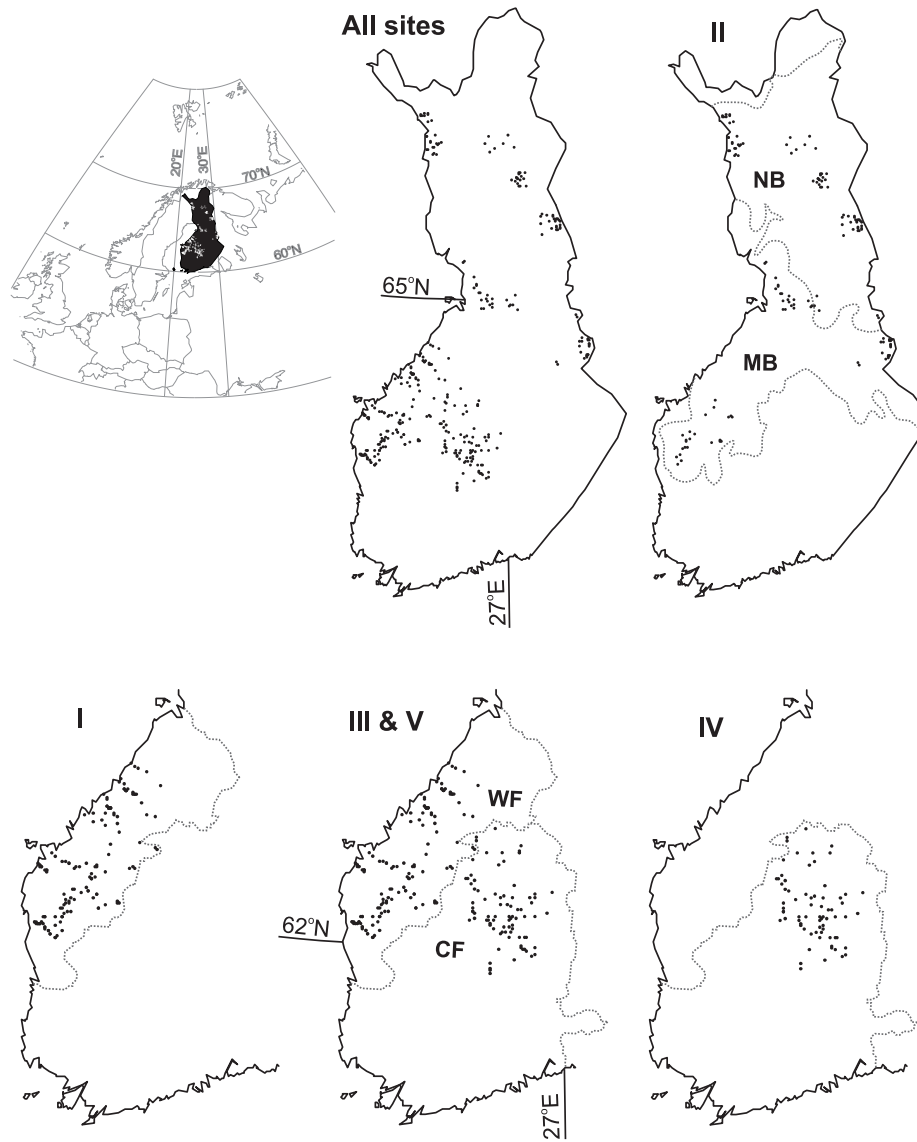 All sites
II
20°E
30°E
70°N
60°N
NB
65°N
MB
27°E
I
III & V
IV
WF
62°N
CF
27°E